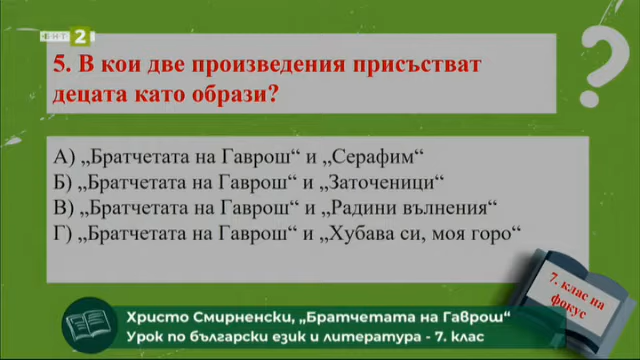 БНТ 2
5. В кои две произведения присъстват
децата като образи?
?
А) „Братчетата на Гаврош“ и „Серафим“
Б) „Братчетата на Гаврош“ и „Заточеници“
В) „Братчетата на Гаврош“ и „Радини вълнения“
Г) „Братчетата на Гаврош“ и „Хубава си, моя горо“
7. клас на
фокус
Христо Смирненски, „Братчетата на Гаврош“
Урок по български език и литература - 7. клас